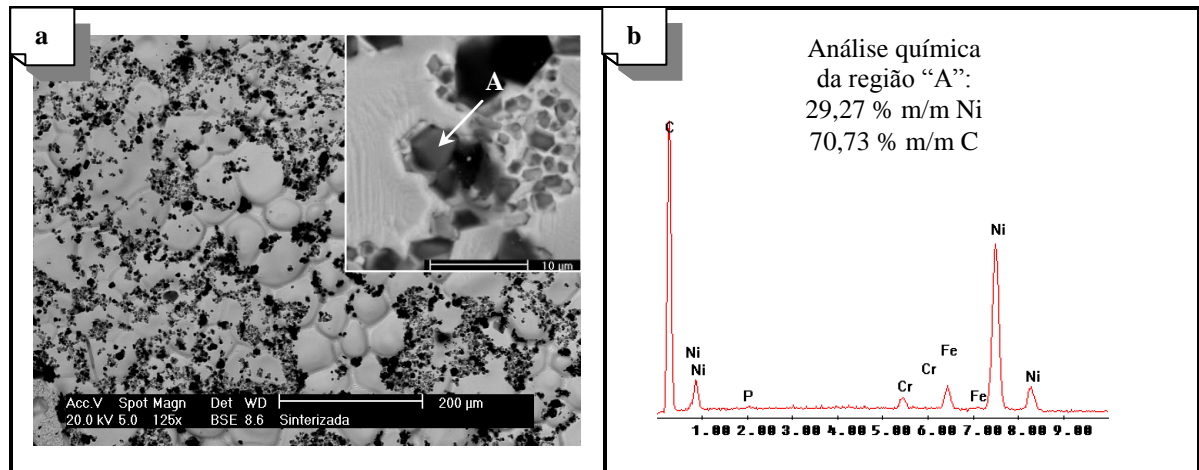 a
A
10 µm
Acc.V Spot Magn Det WD 200 µm
20.0 kV 5.0 125x BSE 8.6 Sinterizada
b
Análise química
da região “A”:
29,27 % m/m Ni
70,73 % m/m C
C
Ni
Ni
P
Cr
Cr
Fe
Fe
Ni
Ni
1.00 2.00 3.00 4.00 5.00 6.00 7.00 8.00 9.00